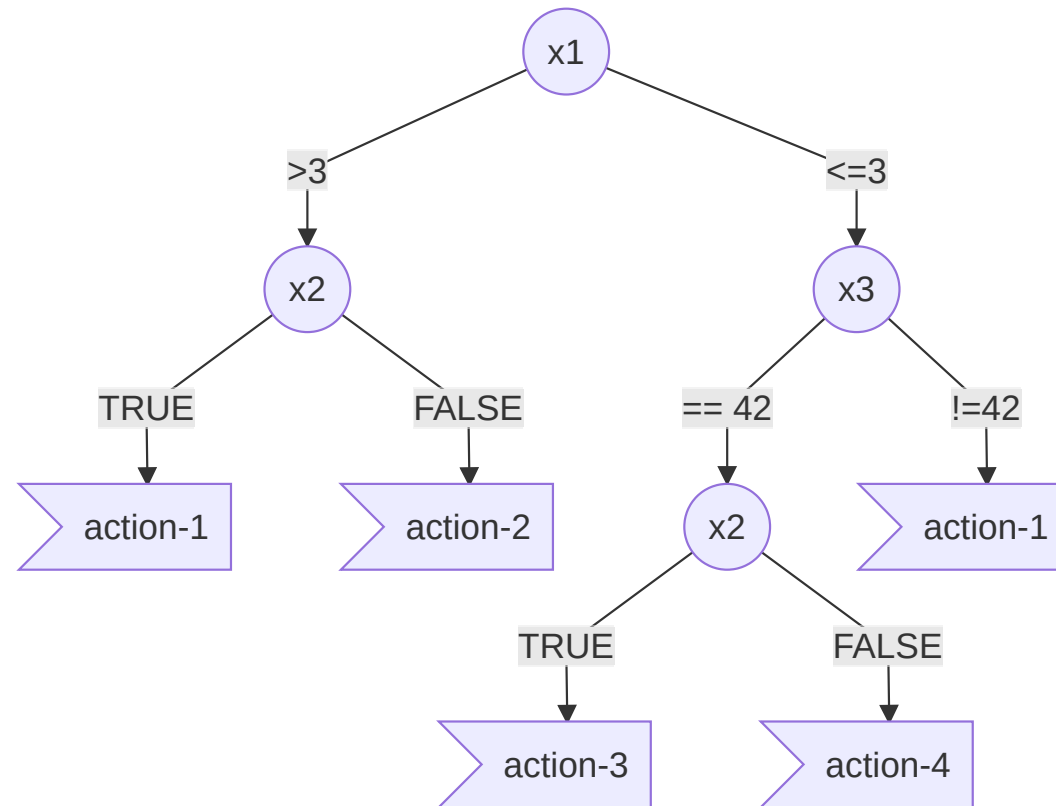 x1
>3
<=3
x2
x3
TRUE
FALSE
== 42
!=42
action-1
action-2
x2
action-1
TRUE
FALSE
action-3
action-4